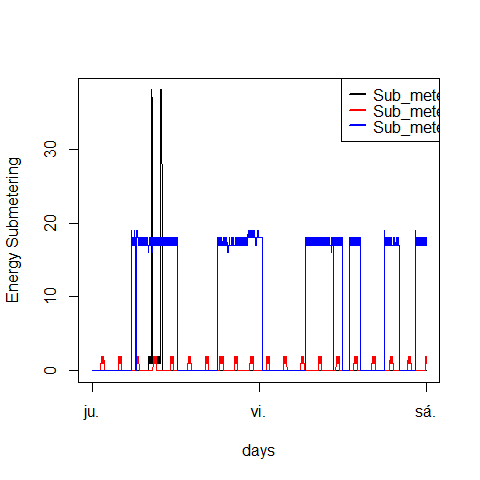 Sub_mete
Sub_mete
Sub_mete
Energy Submetering
0
10
20
30
ju.
vi.
sá.
days